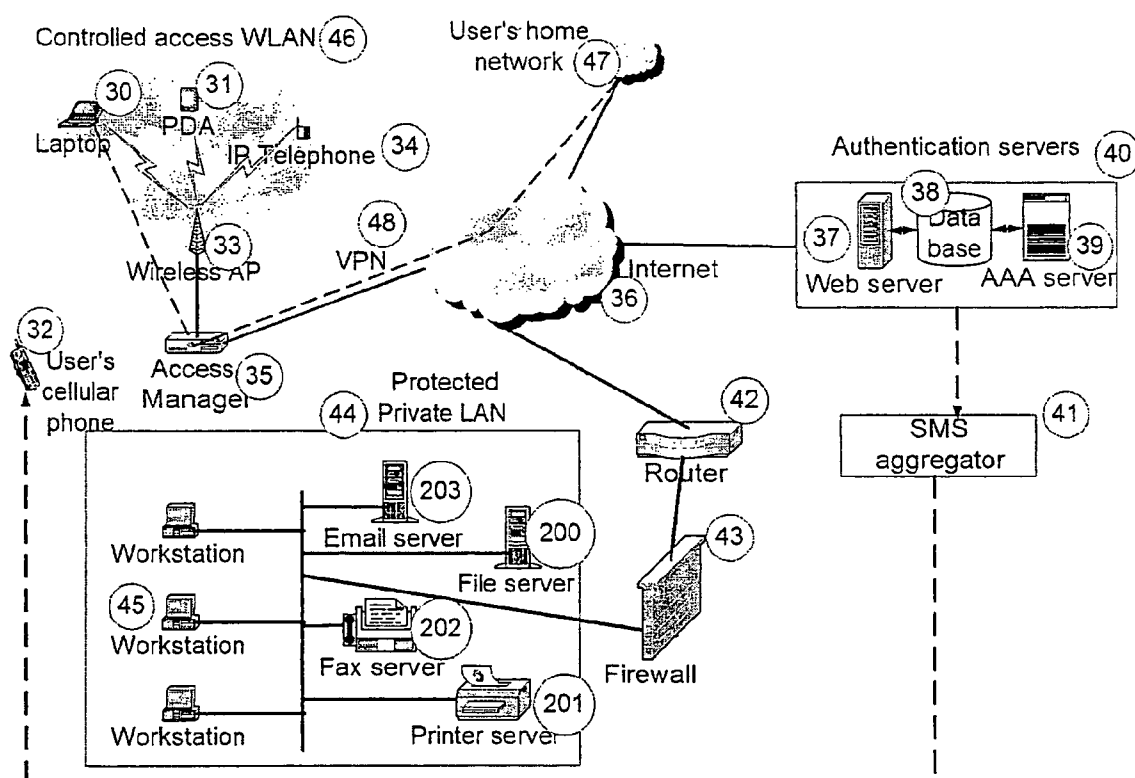 Controlled access WLAN 46
30
31
Laptop
PDA
IP Telephone 34
33
Wireless AP
User's home
network 47
48
VPN
Internet
36
Authentication servers 40
37
38
Data
base
39
Web server
AAA server
32
User's
cellular
phone
Access
Manager
35
Protected
Private LAN
44
42
Router
41
SMS
aggregator
43
Firewall
203
Email server
Workstation
200
File server
45
Workstation
202
Fax server
201
Printer server
Workstation